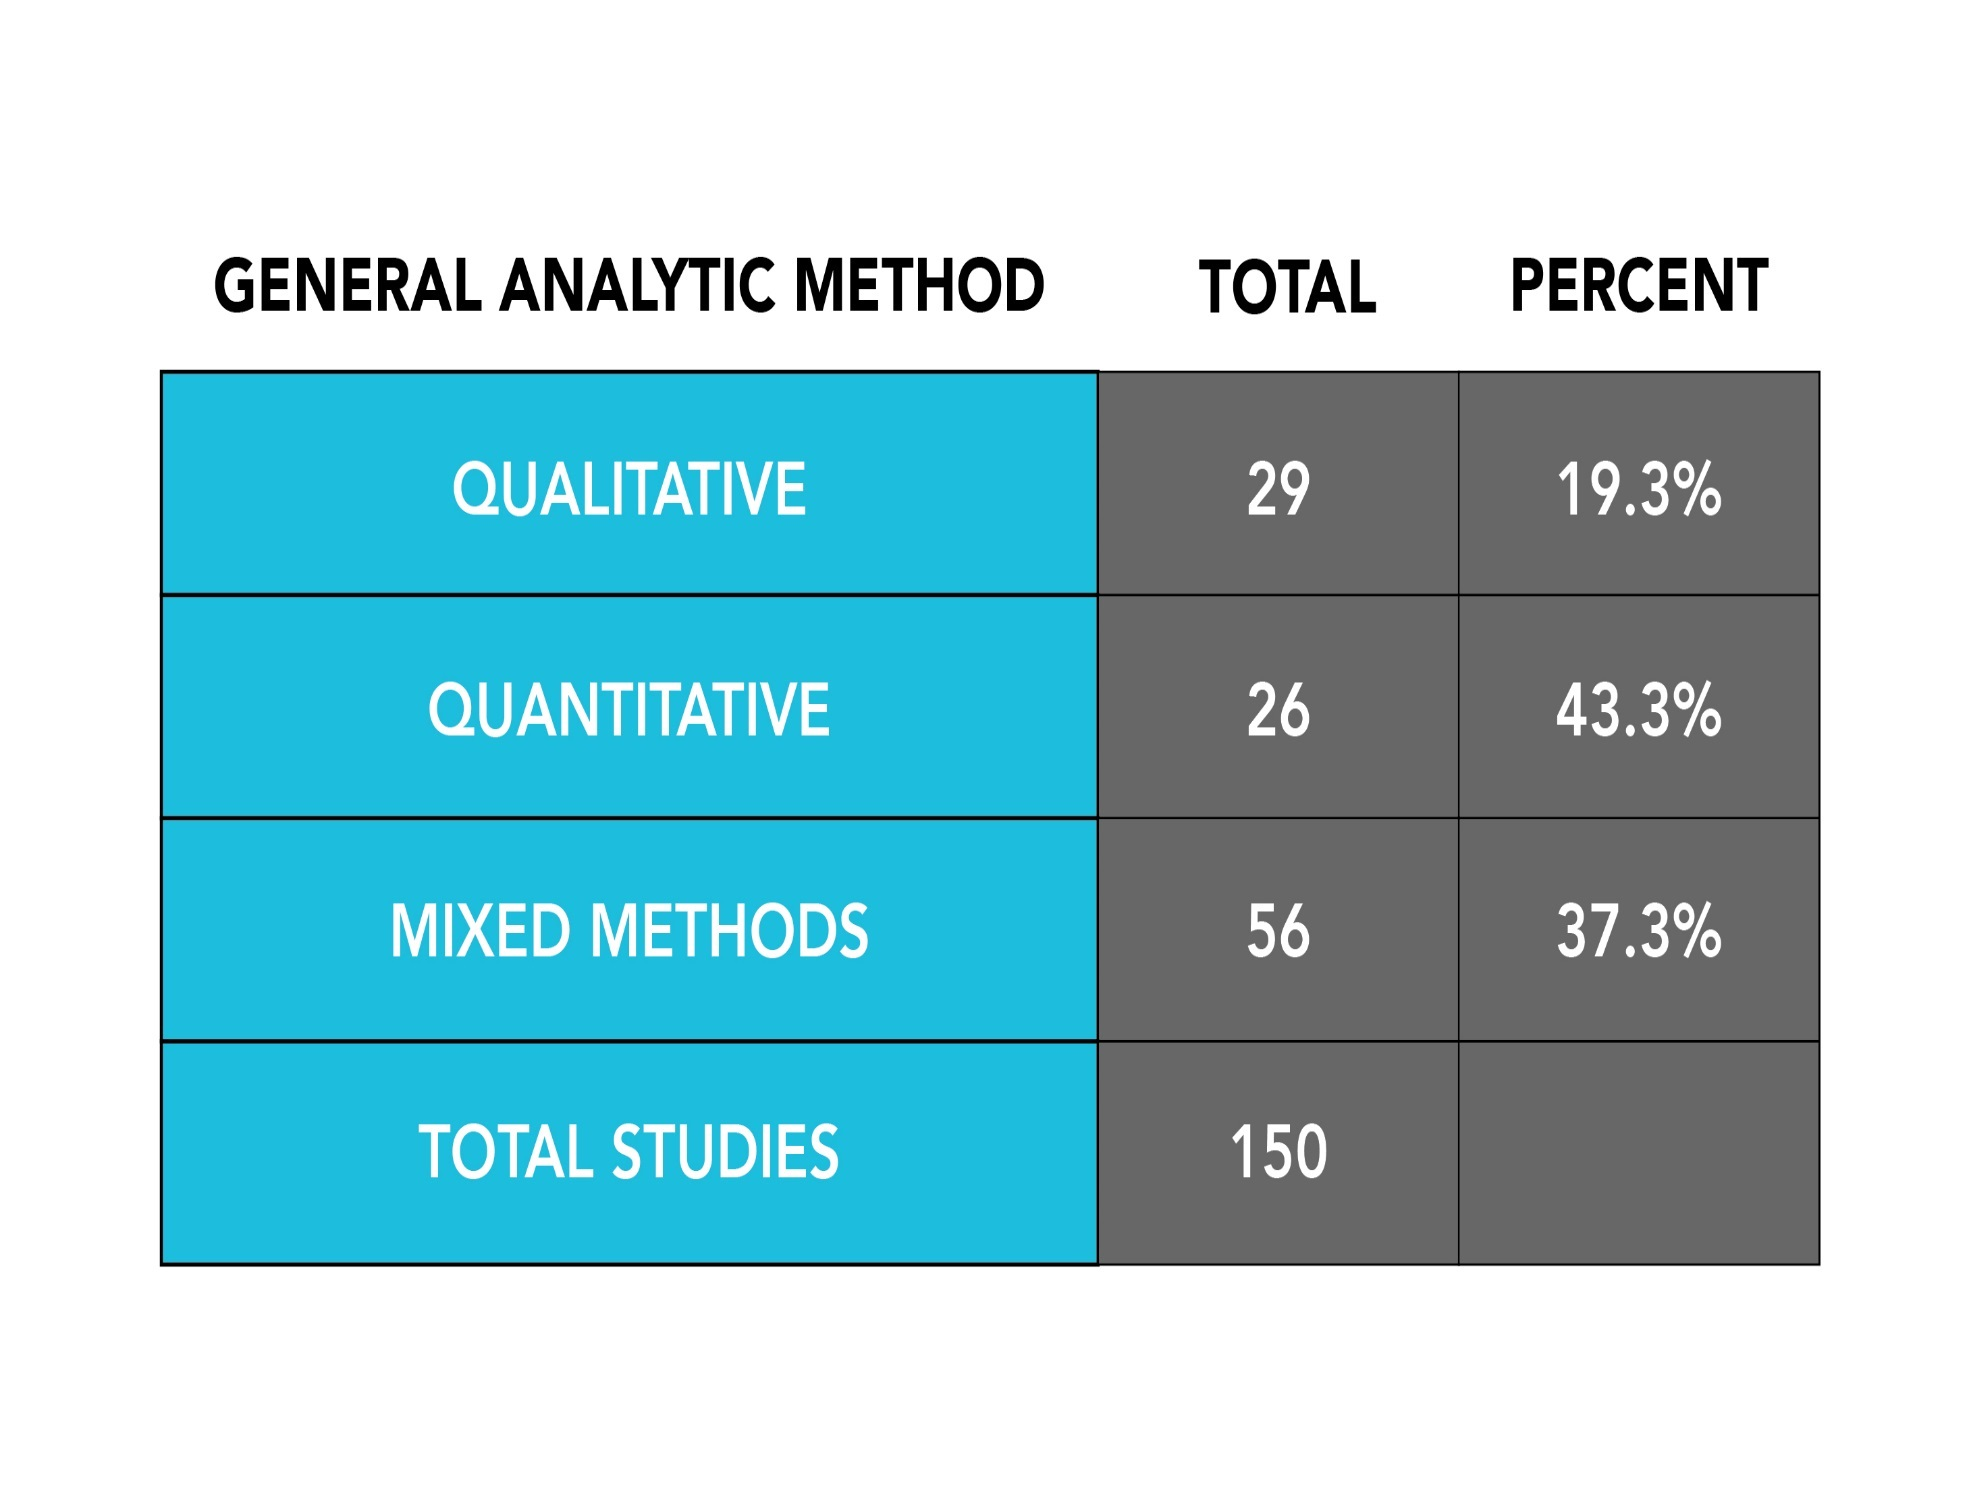 GENERAL ANALYTIC METHOD TOTAL PERCENT
QUALITATIVE 29 19.3%
QUANTITATIVE 26 43.3%
MIXED METHODS 56 37.3%
TOTAL STUDIES 150